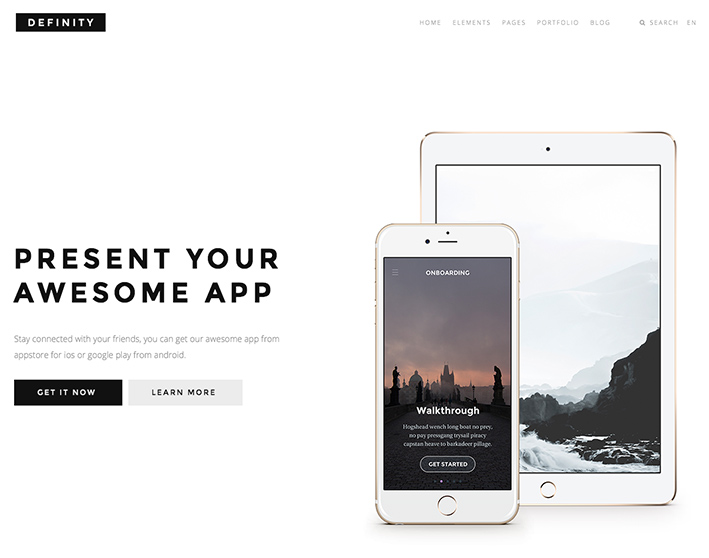 DEFINITY
HOME ELEMENTS PAGES PORTFOLIO BLOG SEARCH EN
PRESENT YOUR
AWESOME APP
Stay connected with your friends, you can get our awesome app from
appstore for ios or google play from android.
GET IT NOW LEARN MORE
ONBOARDING
Walkthrough
Hogshead wench long boat no prey,
no pay pressgang trysail piracy
capstan heave to barkadeer pillage.
GET STARTED